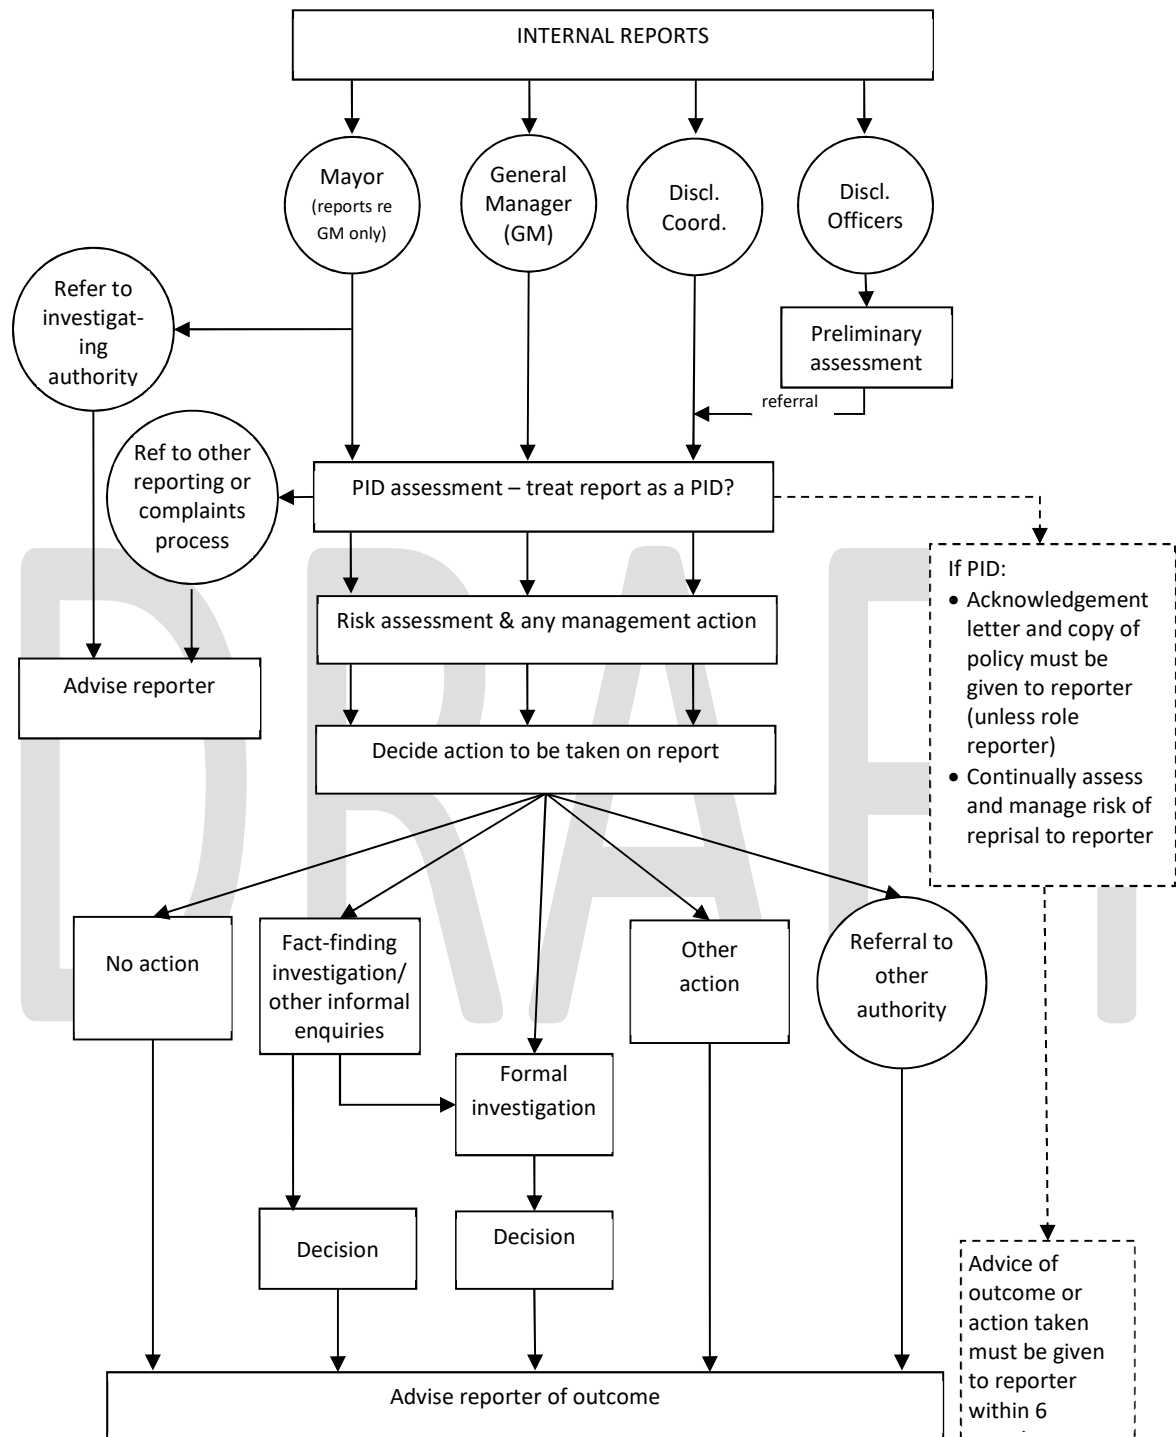 INTERNAL REPORTS
Mayor
(reports re
GM only)
General
Manager
(GM)
Discl.
Coord.
Discl.
Officers
Refer to
investigat-
ing
authority
Preliminary
assessment
referral
Ref to other
reporting or
complaints
process
PID assessment – treat report as a PID?
If PID:
• Acknowledgement
letter and copy of
policy must be
given to reporter
(unless role
reporter)
• Continually assess
and manage risk of
reprisal to reporter
Risk assessment & any management action
Advise reporter
Decide action to be taken on report
No action
Fact-finding
investigation/
other informal
enquiries
Other
action
Referral to
other
authority
Formal
investigation
Decision
Decision
Advice of
outcome or
action taken
must be given
to reporter
within 6
Advise reporter of outcome
DRAFT